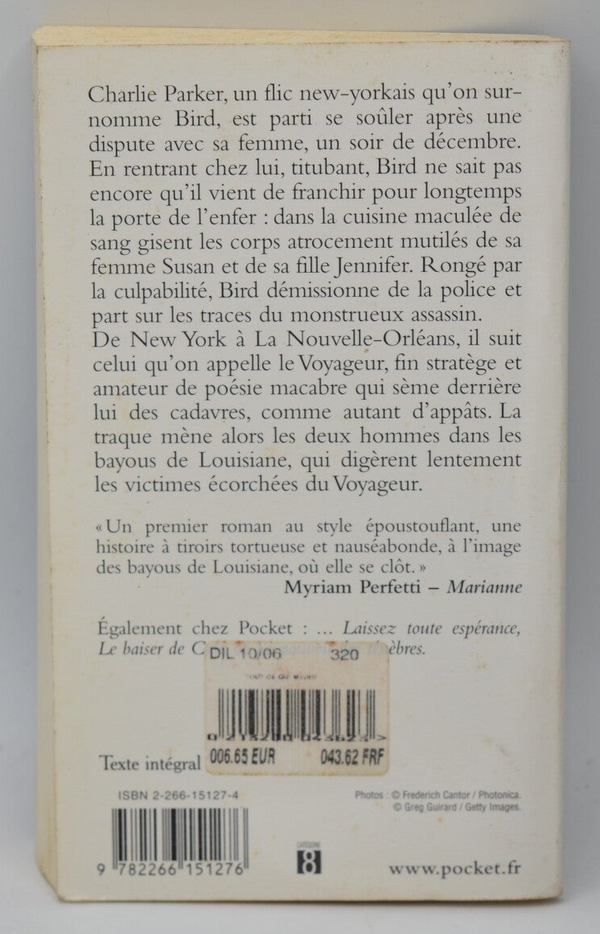 Charlie Parker, un flic new-yorkais qu'on sur-
nomme Bird, est parti se soûler après une
dispute avec sa femme, un soir de décembre.
En rentrant chez lui, titubant, Bird ne sait pas
encore qu'il vient de franchir pour longtemps
la porte de l'enfer : dans la cuisine maculée de
sang gisent les corps atrocement mutilés de sa
femme Susan et de sa fille Jennifer. Rongé par
la culpabilité, Bird démissionne de la police et
part sur les traces du monstrueux assassin.
De New York à La Nouvelle-Orléans, il suit
celui qu'on appelle le Voyageur, fin stratège et
amateur de poésie macabre qui sème derrière
lui des cadavres, comme autant d'appâts. La
traque mène alors les deux hommes dans les
bayous de Louisiane, qui digèrent lentement
les victimes écorchées du Voyageur.
« Un premier roman au style époustouflant, une
histoire à tiroirs tortueuse et nauséabonde, à l'image
des bayous de Louisiane, où elle se clôt. »
Myriam Perfetti – Marianne
Également chez Pocket : ... Laissez toute espérance,
Le baiser de C èbres.
DIL 10/06 320
006.65 EUR 043.62 FRF
Texte intégral
ISBN 2-266-15127-4
Photos : © Frederich Cantor / Photonica.
© Greg Guirard / Getty Images.
9 782266 151276
CATÉGORIE
8
www.pocket.fr